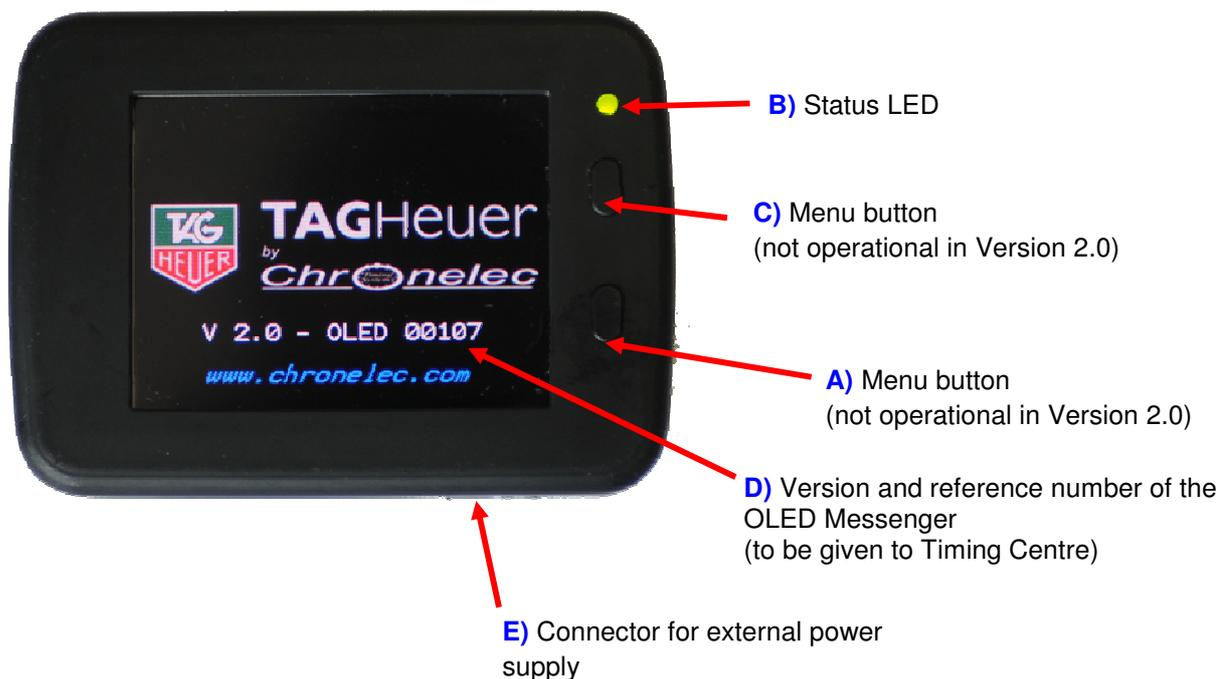 B) Status LED
C) Menu button
(not operational in Version 2.0)
TAG
HEUER
TAGHeuer
by
Chronelec
V 2.0 - OLED 00107
www.chronelec.com
A) Menu button
(not operational in Version 2.0)
D) Version and reference number of the
OLED Messenger
(to be given to Timing Centre)
E) Connector for external power
supply